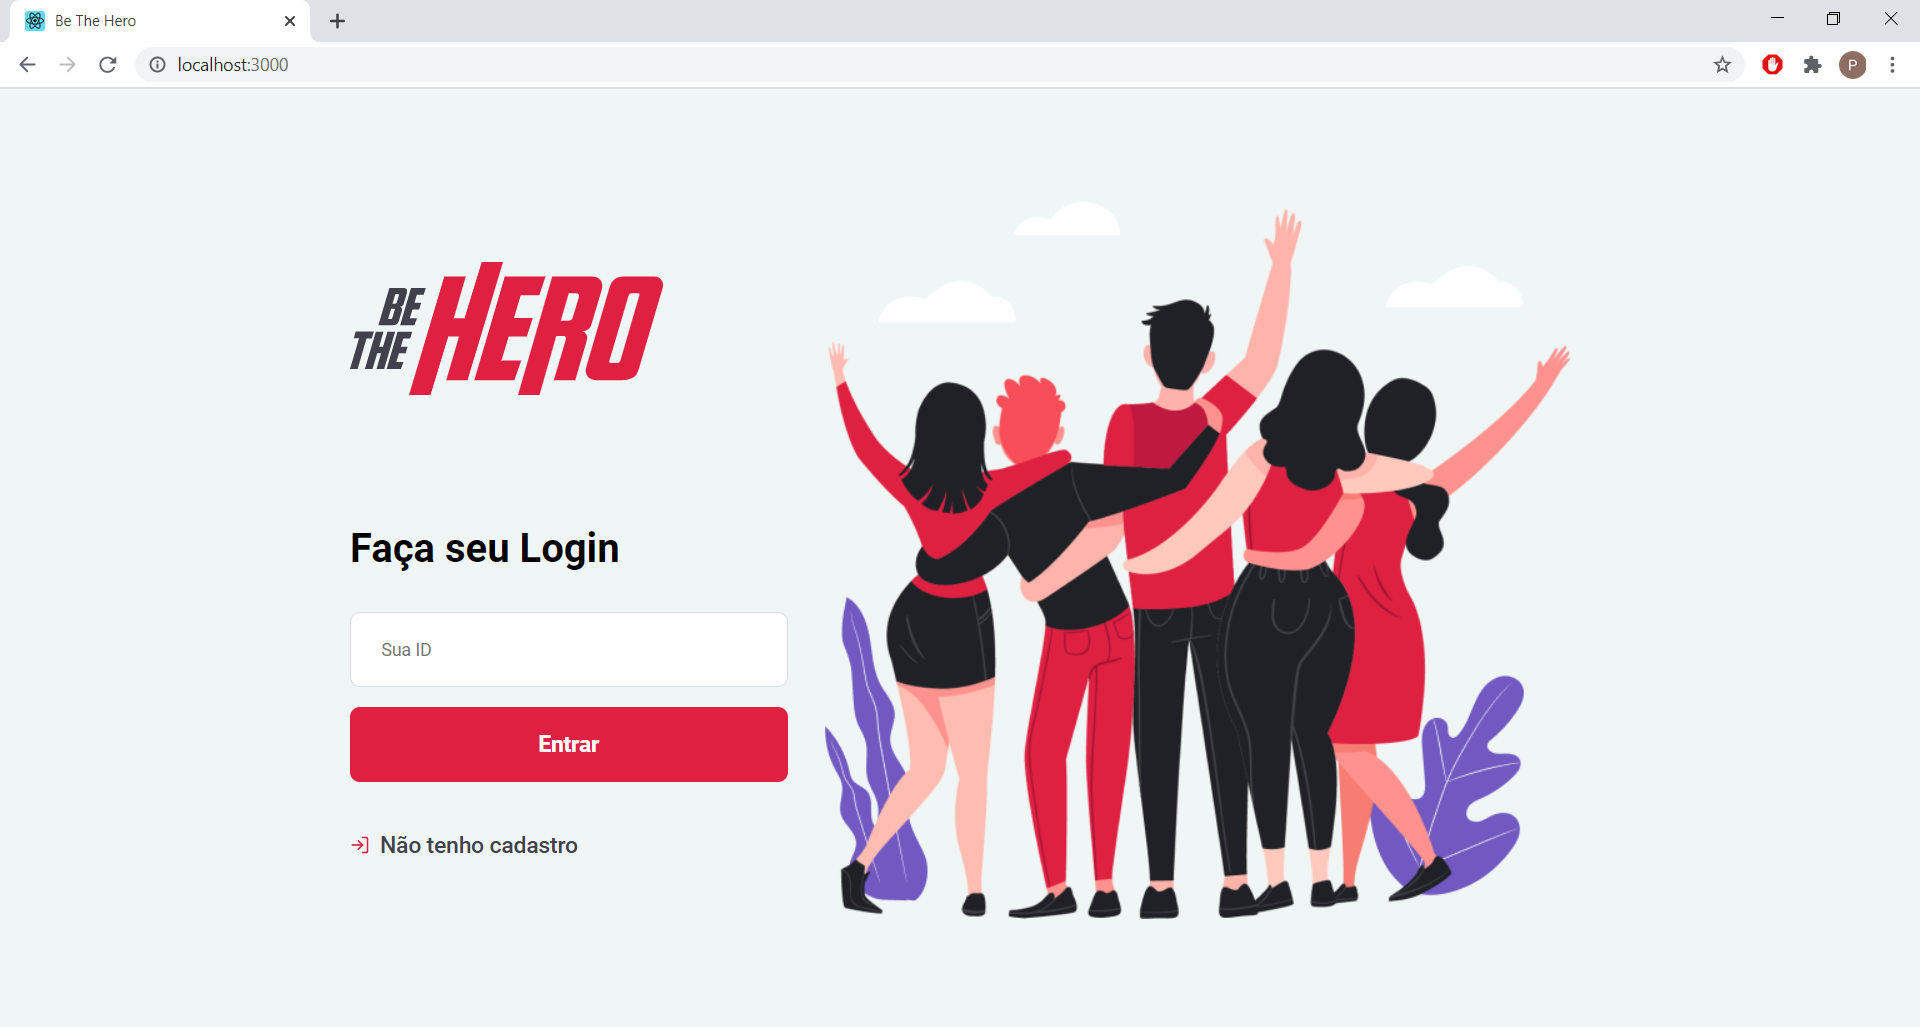 Be The Hero
localhost:3000
P
BE
THE
HERO
Faça seu Login
Sua ID
Entrar
Não tenho cadastro